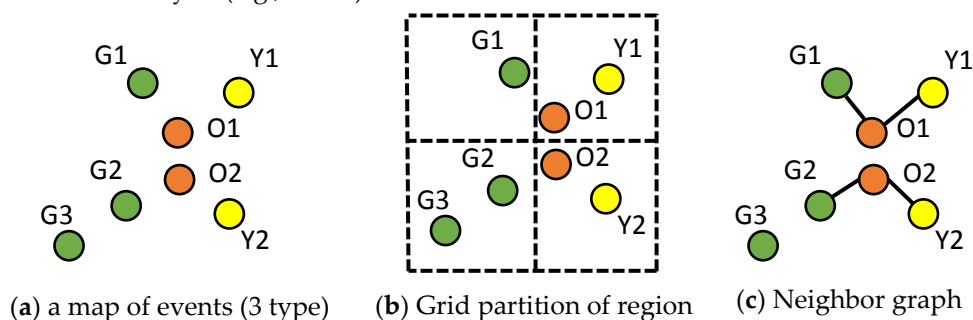 G1
Y1
O1
O2
G2
G3
Y2
G1
Y1
O1
O2
G2
G3
Y2
G1
Y1
O1
O2
G2
G3
Y2
(a) a map of events (3 type)
(b) Grid partition of region
(c) Neighbor graph